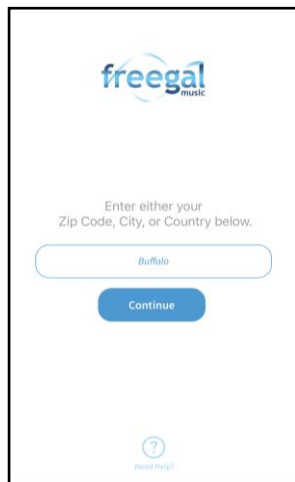 freegal
music
Enter either your
Zip Code, City, or Country below.
Buffalo
Continue
?
Need Help?